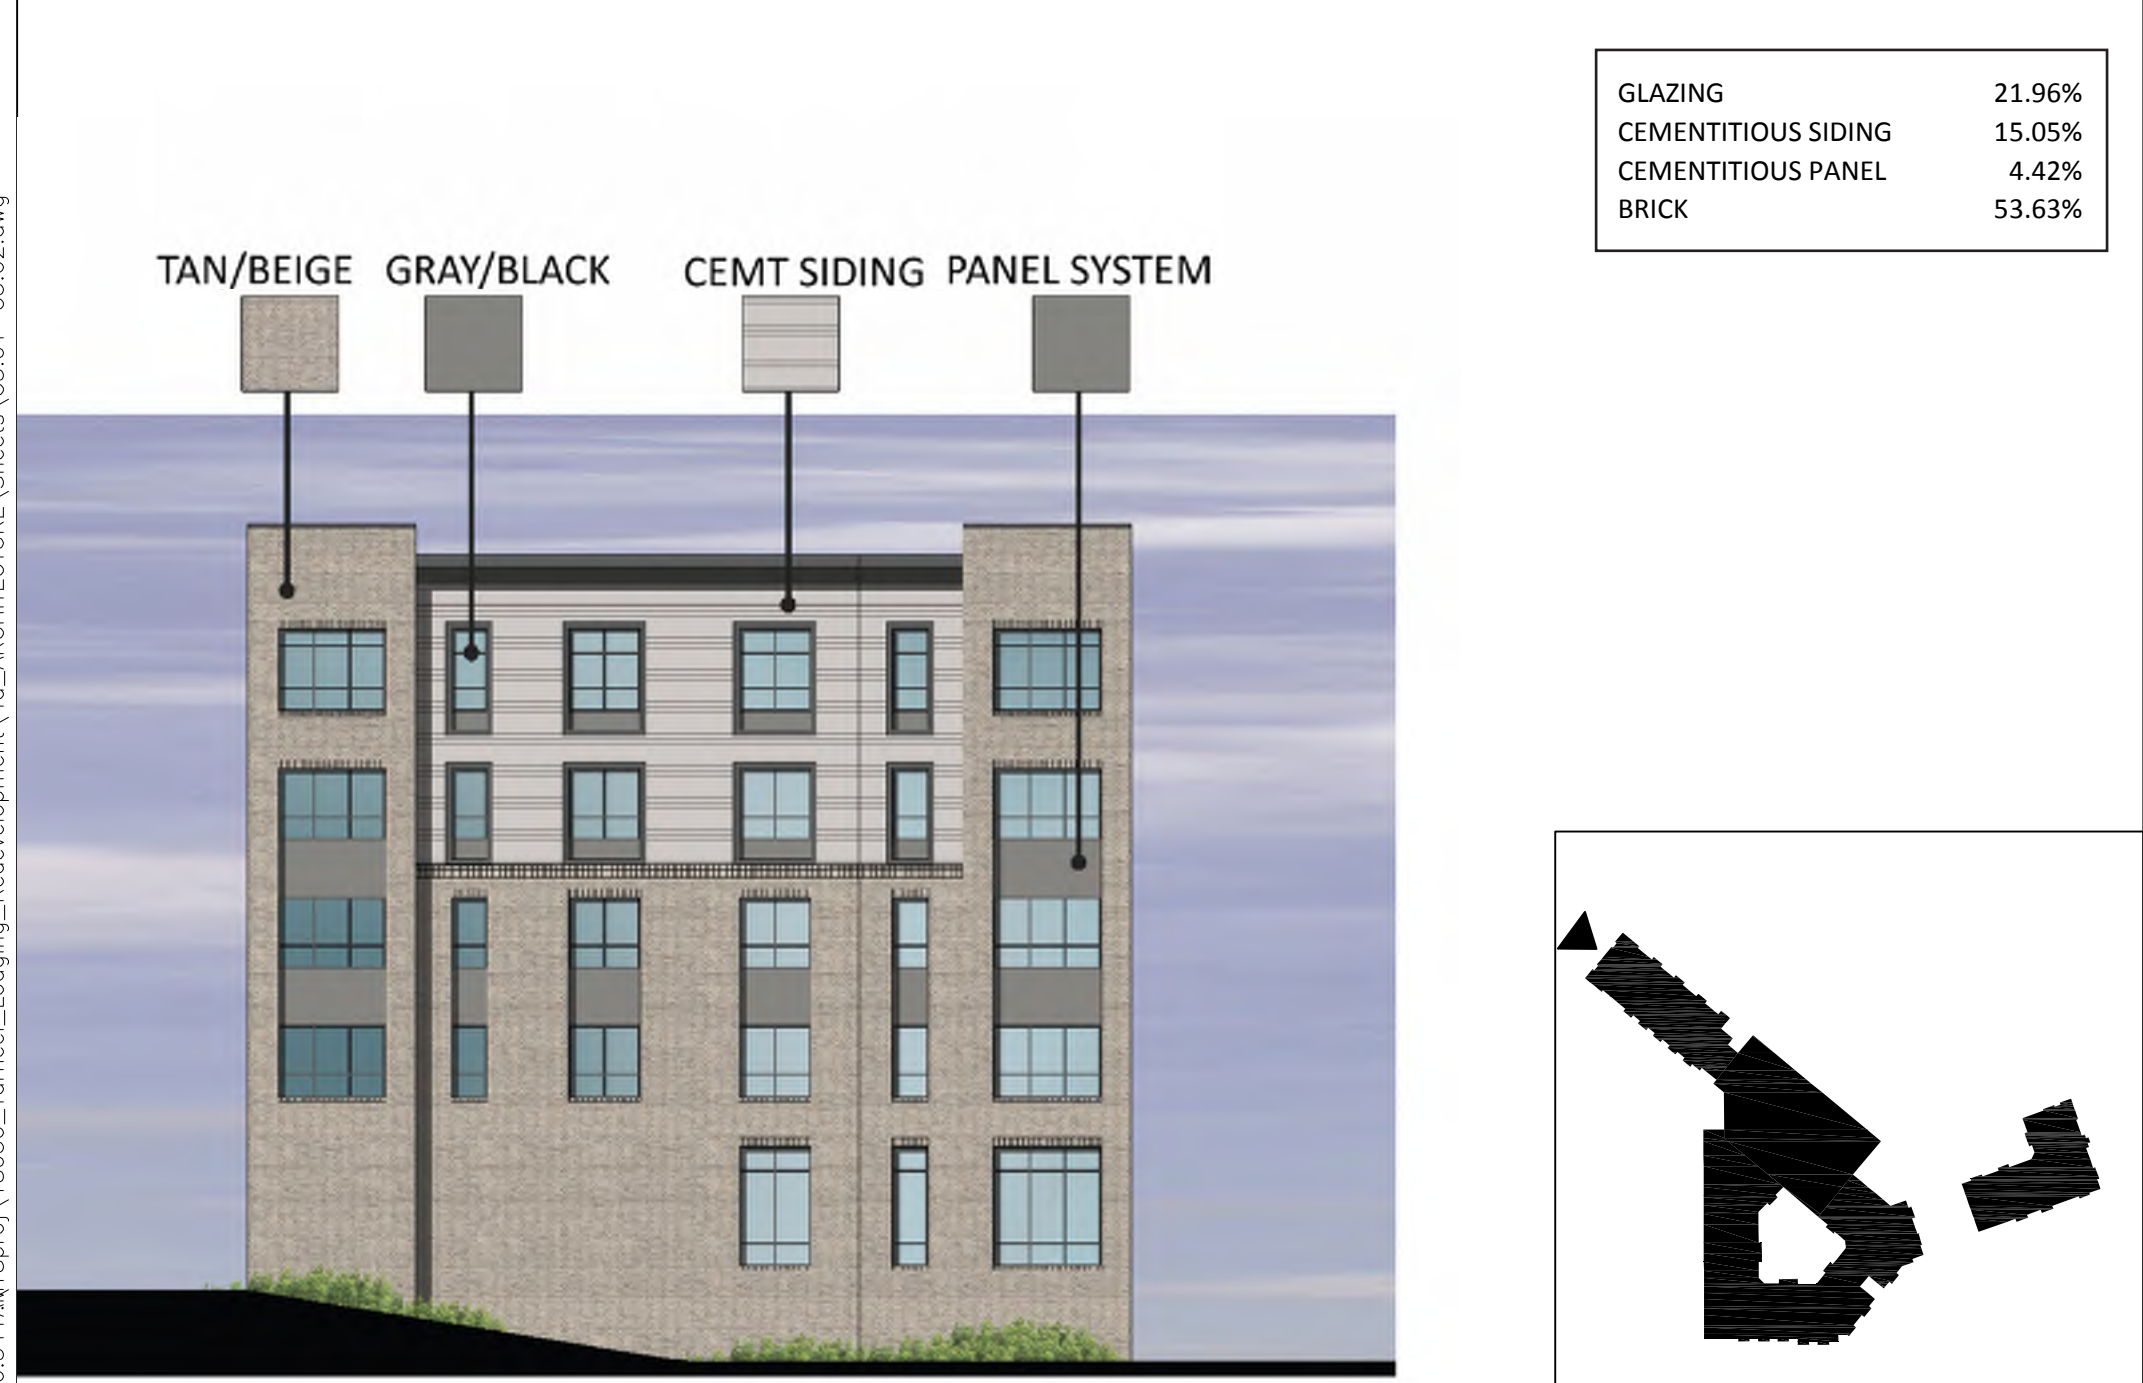 GLAZING 21.96%
CEMENTITIOUS SIDING 15.05%
CEMENTITIOUS PANEL 4.42%
BRICK 53.63%
TAN/BEIGE GRAY/BLACK CEMT SIDING PANEL SYSTEM